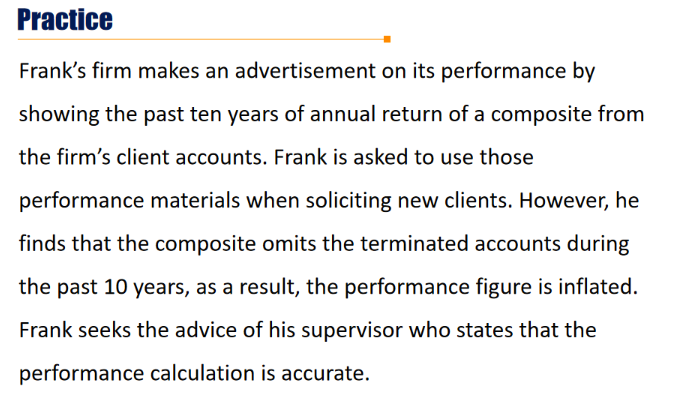 Practice
Frank’s firm makes an advertisement on its performance by
showing the past ten years of annual return of a composite from
the firm’s client accounts. Frank is asked to use those
performance materials when soliciting new clients. However, he
finds that the composite omits the terminated accounts during
the past 10 years, as a result, the performance figure is inflated.
Frank seeks the advice of his supervisor who states that the
performance calculation is accurate.